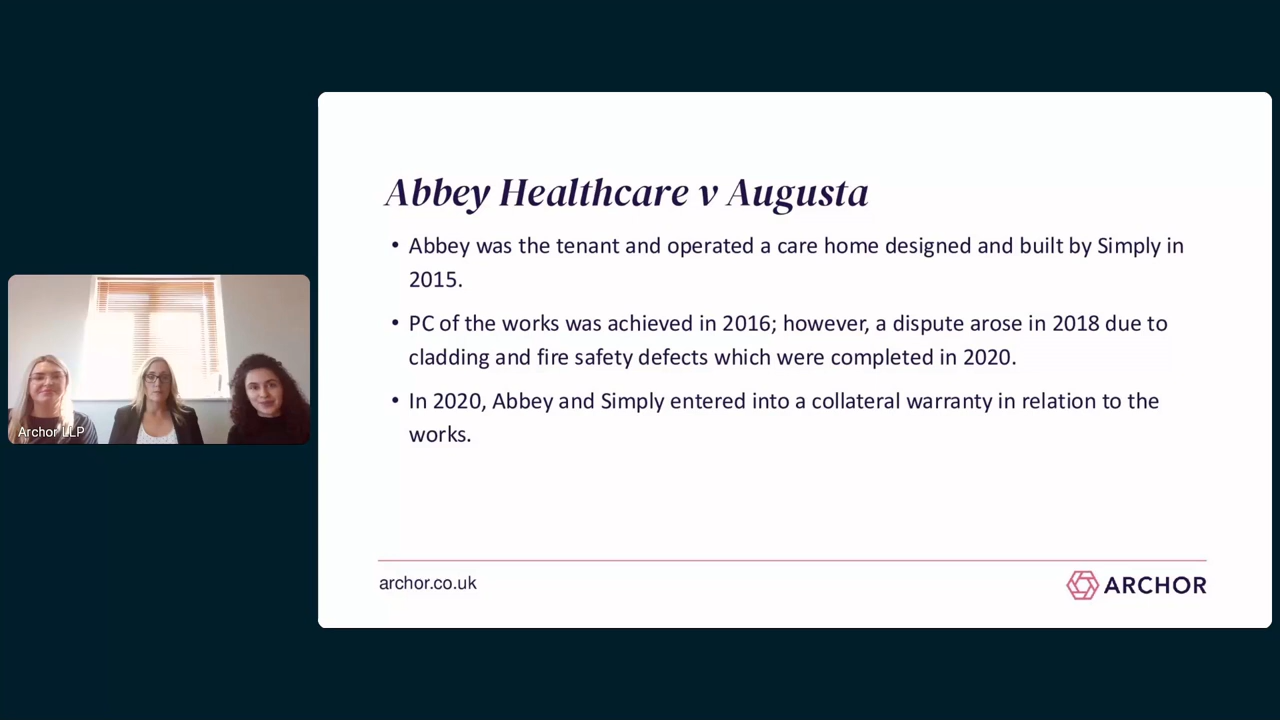 Abbey Healthcare v Augusta
• Abbey was the tenant and operated a care home designed and built by Simply in
2015.
• PC of the works was achieved in 2016; however, a dispute arose in 2018 due to
cladding and fire safety defects which were completed in 2020.
• In 2020, Abbey and Simply entered into a collateral warranty in relation to the
works.
Archor LLP
archor.co.uk
ARCHOR